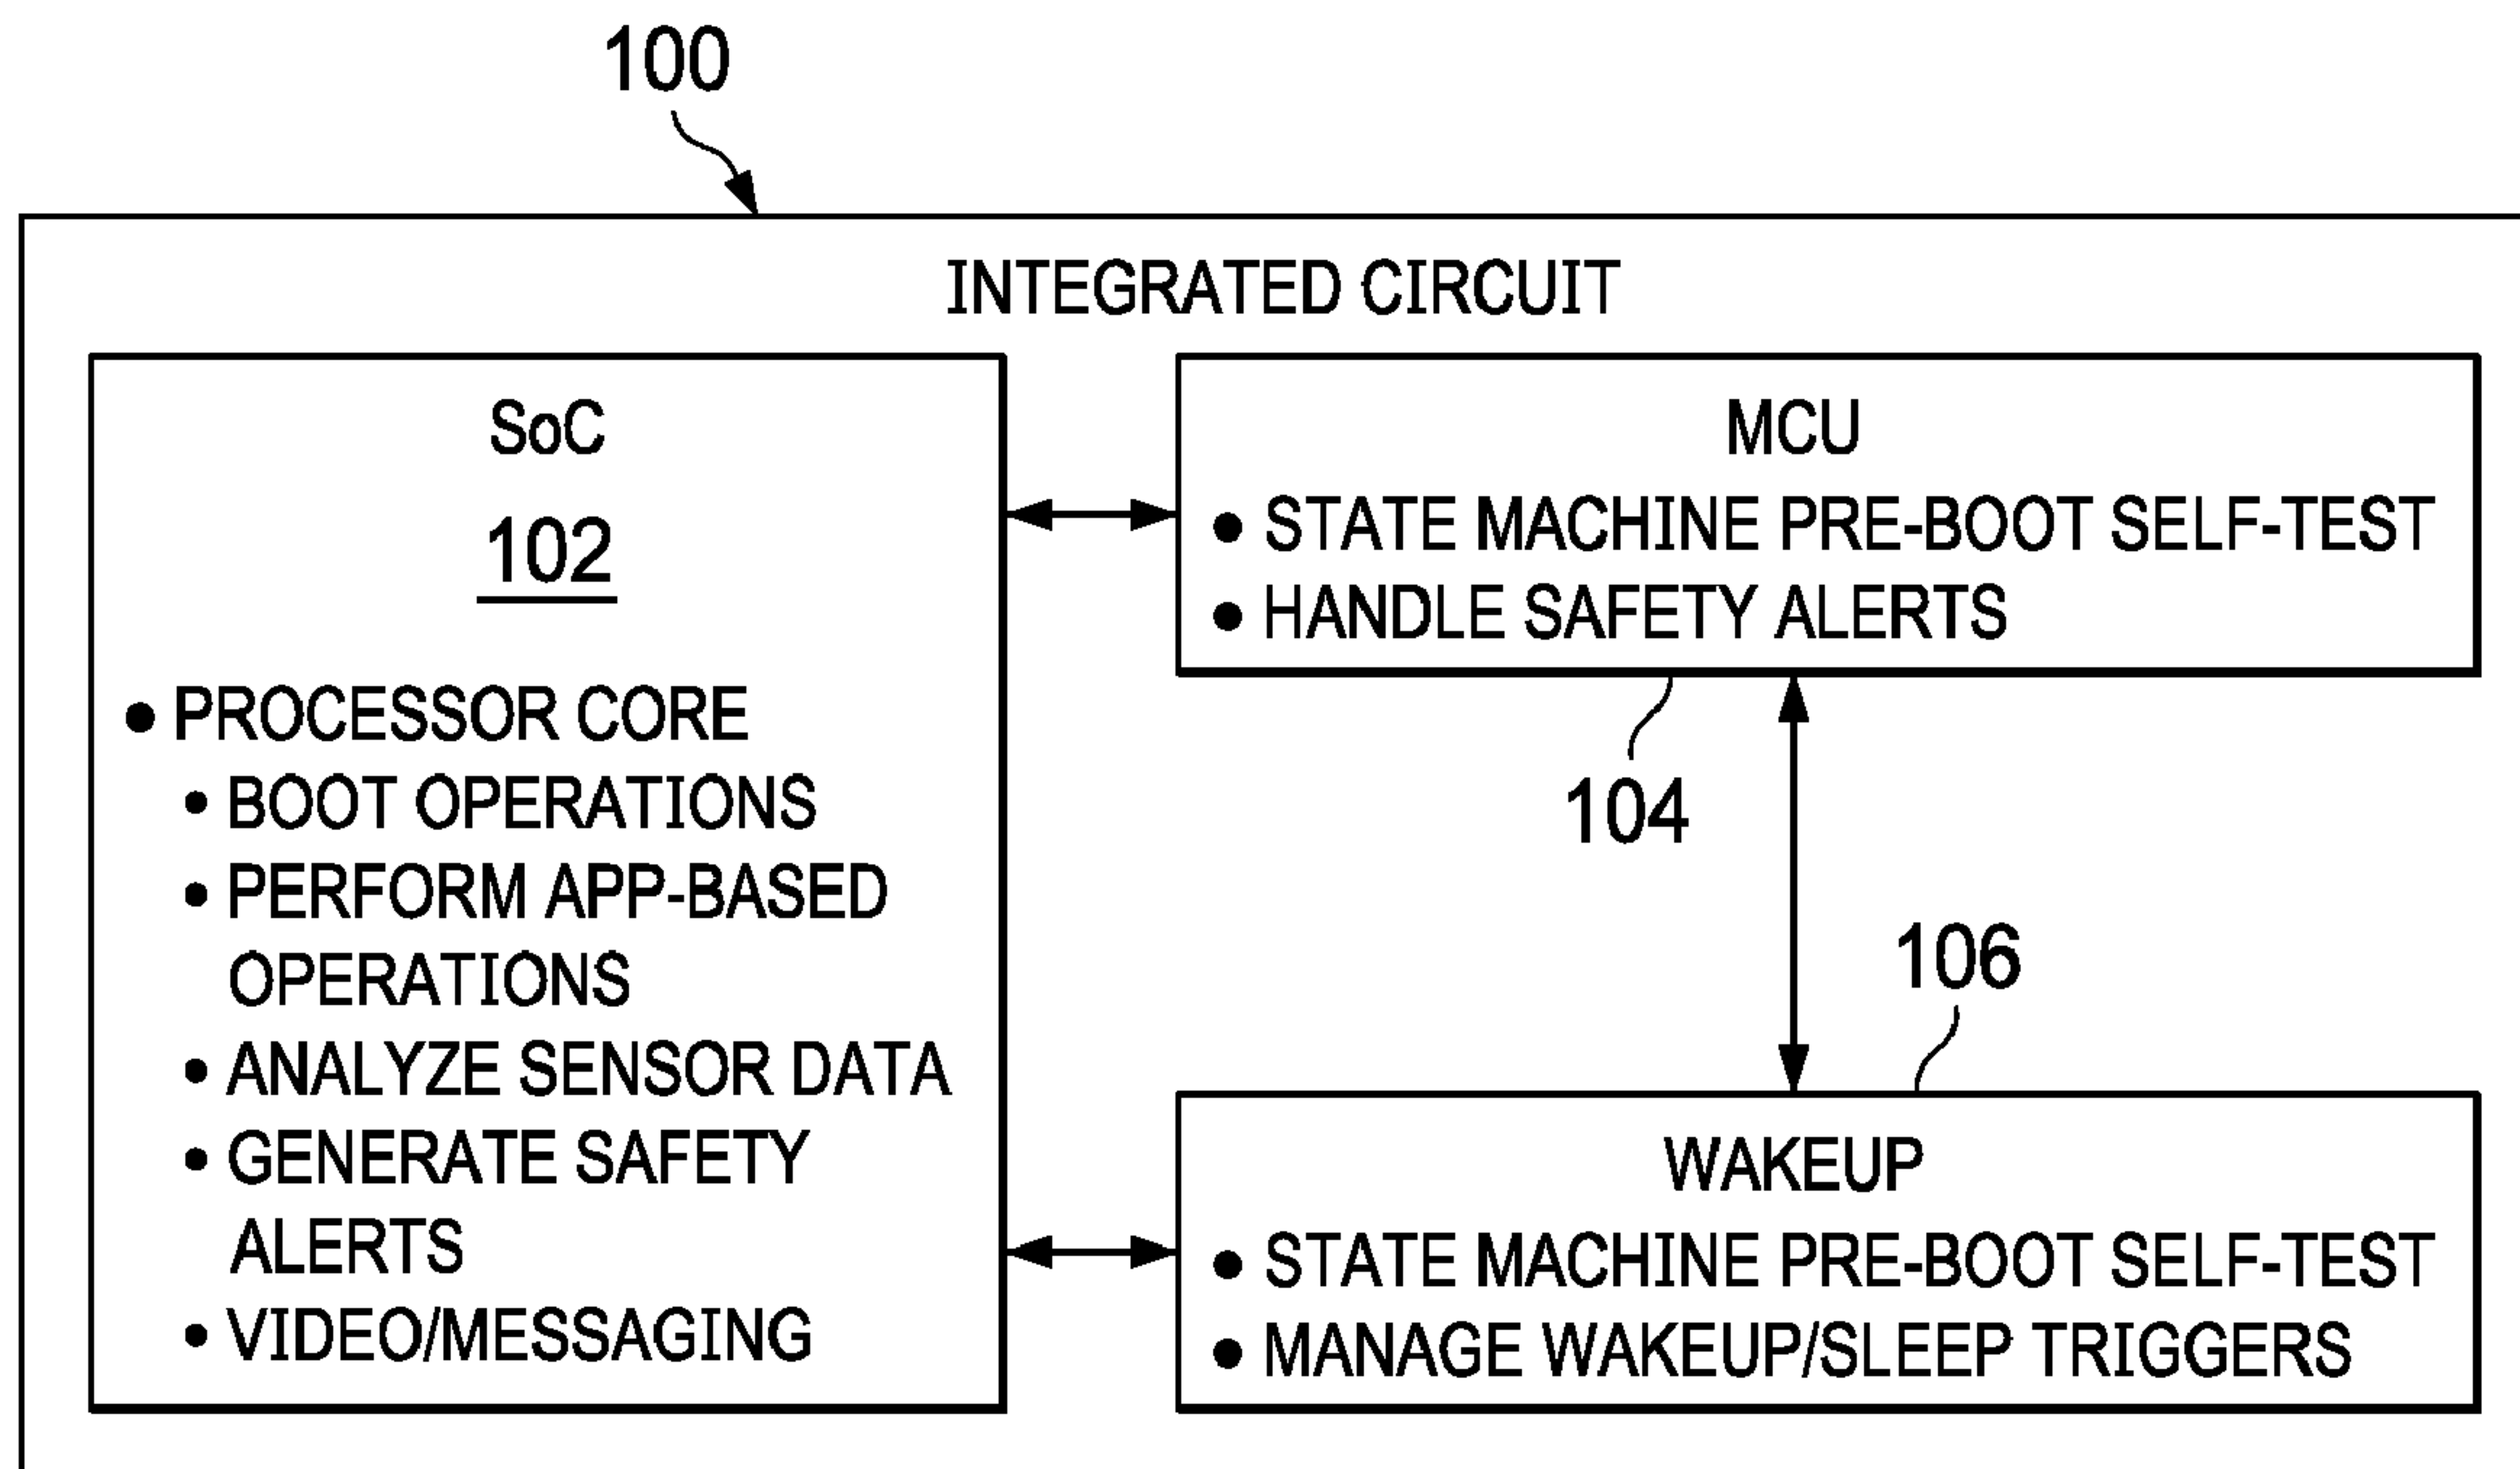 100
INTEGRATED CIRCUIT
SoC
102
• PROCESSOR CORE
• BOOT OPERATIONS
• PERFORM APP-BASED
OPERATIONS
• ANALYZE SENSOR DATA
• GENERATE SAFETY
ALERTS
• VIDEO/MESSAGING
MCU
• STATE MACHINE PRE-BOOT SELF-TEST
• HANDLE SAFETY ALERTS
104
106
WAKEUP
• STATE MACHINE PRE-BOOT SELF-TEST
• MANAGE WAKEUP/SLEEP TRIGGERS